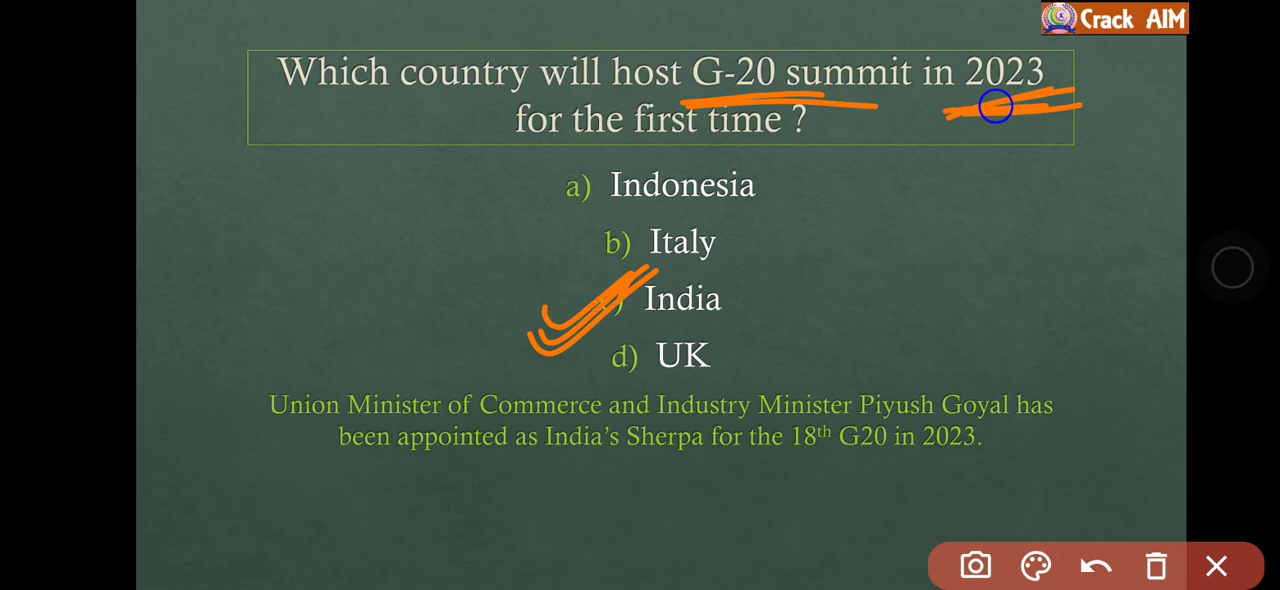 Crack AIM
Which country will host G-20 summit in 2023
for the first time ?
a) Indonesia
b) Italy
) India
d) UK
Union Minister of Commerce and Industry Minister Piyush Goyal has
been appointed as India's Sherpa for the 18th G20 in 2023.